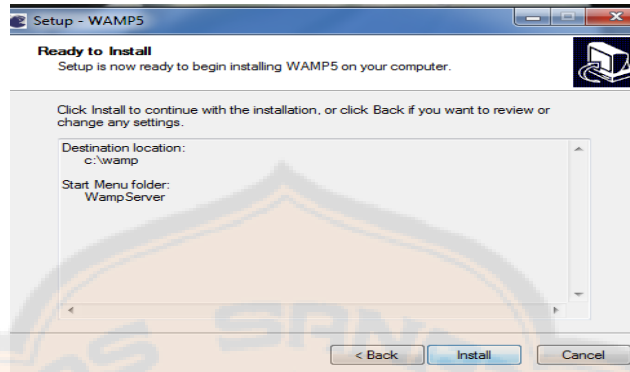 Setup - WAMP5
Ready to Install
Setup is now ready to begin installing WAMP5 on your computer.
Click Install to continue with the installation, or click Back if you want to review or
change any settings.
Destination location:
c:\wamp
Start Menu folder:
WampServer
< Back
Install
Cancel